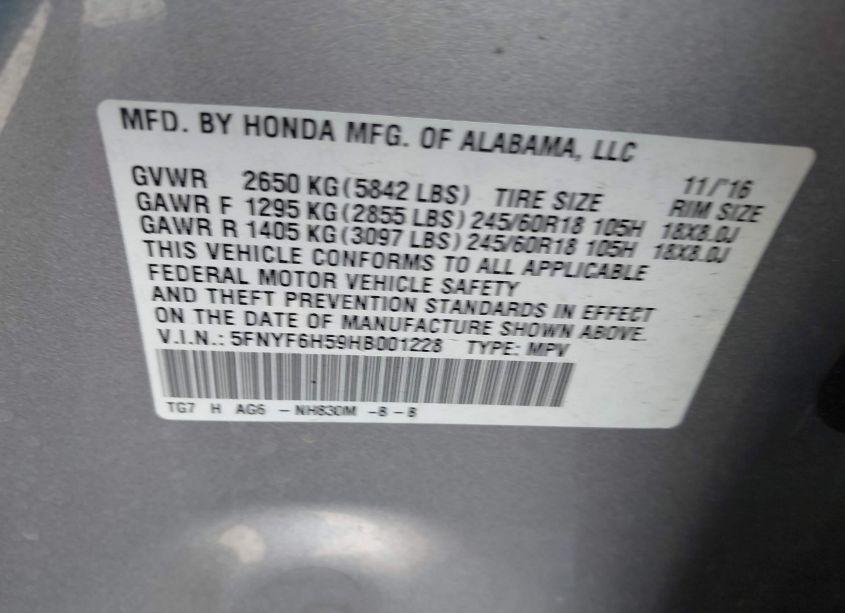 MFD. BY HONDA MFG. OF ALABAMA, LLC
11/'16
GVWR 2650 KG(5842 LBS) TIRE SIZE RIM SIZE
GAWR F 1295 KG(2855 LBS) 245/60R18 105H 18X8.0J
GAWR R 1405 KG(3097 LBS) 245/60R18 105H 18X8.0J
THIS VEHICLE CONFORMS TO ALL APPLICABLE
FEDERAL MOTOR VEHICLE SAFETY
AND THEFT PREVENTION STANDARDS IN EFFECT
ON THE DATE OF MANUFACTURE SHOWN ABOVE.
V.I.N.: 5FNYF6H59HB001228 TYPE: MPV
TG7 H AG6 -NH830M -B-B